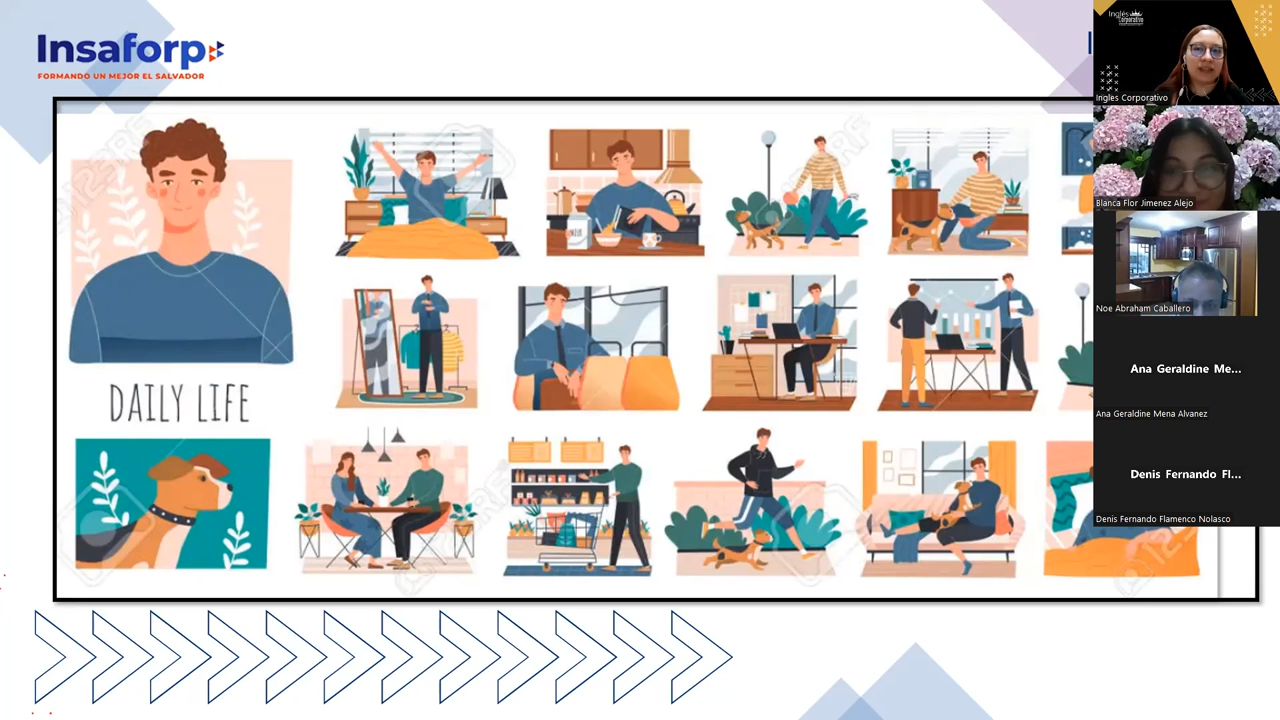 Insaforp
FORMANDO UN MEJOR EL SALVADOR
DAILY LIFE
Inglés
Corporativo
Ingles Corporativo
Blanca Flor Jimenez Alejo
Noe Abraham Caballero
Ana Geraldine Me...
Ana Geraldine Mena Alvanez
Denis Fernando Fl...
Denis Fernando Flamenco Nolasco